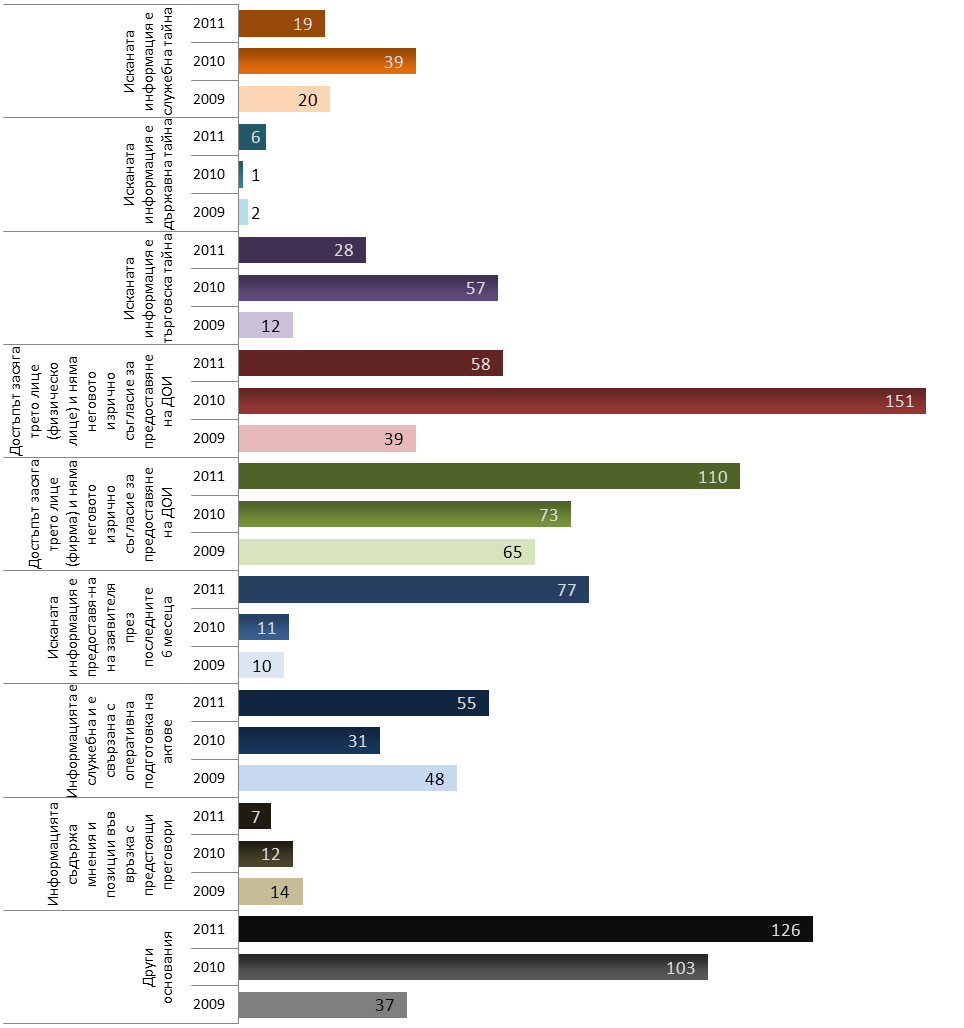 Исканата
информация е
служебна тайна
2011
19
2010
39
2009
20
Исканата
информация е
държавна тайна
2011
6
2010
1
2009
2
Исканата
информация е
търговска тайна
2011
28
2010
57
2009
12
Достъпът засяга
трето лице
(физическо
лице) и няма
неговото
изрично
съгласие за
предоставяне
на ДОИ
2011
58
2010
151
2009
39
Достъпът засяга
трето лице
(фирма) и няма
неговото
изрично
съгласие за
предоставяне
на ДОИ
2011
110
2010
73
2009
65
Исканата
информация е
предоставя-на
на заявителя
през
последните
6 месеца
2011
77
2010
11
2009
10
Информацията е
служебна и е
свързана с
оперативна
подготовка на
актове
2011
55
2010
31
2009
48
Информацията
съдържа
мнения и
позиции във
връзка с
предстоящи
преговори
2011
7
2010
12
2009
14
Други
основания
2011
126
2010
103
2009
37